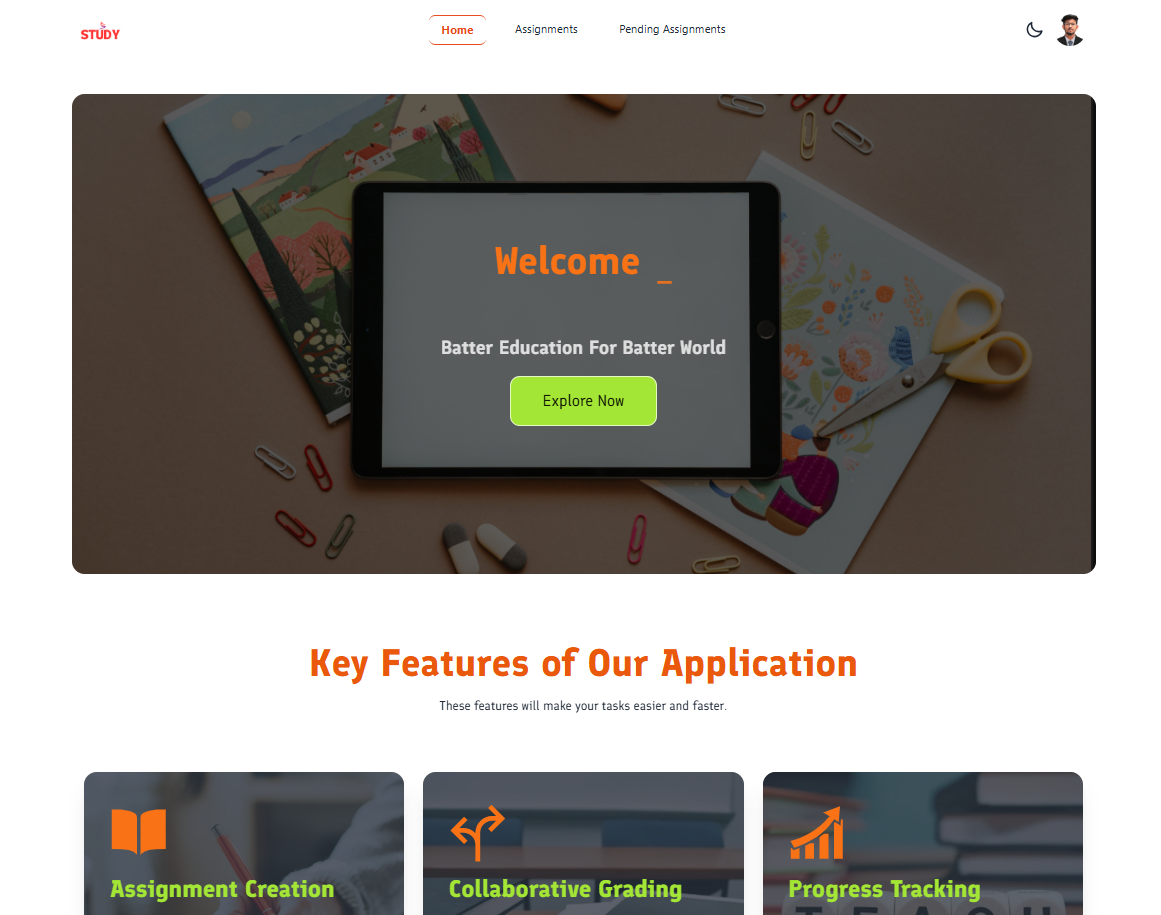 STUDY
Home Assignments Pending Assignments
Welcome _
Batter Education For Batter World
Explore Now
Key Features of Our Application
These features will make your tasks easier and faster.
Assignment Creation Collaborative Grading Progress Tracking